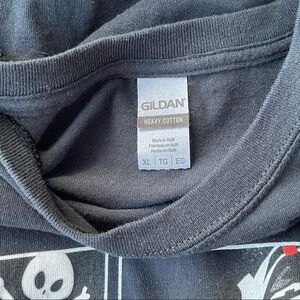 GILDAN
HEAVY COTTON
Made in Haiti
Fabriqué en Haïti
Hecho en Haití
XL | TG | EG